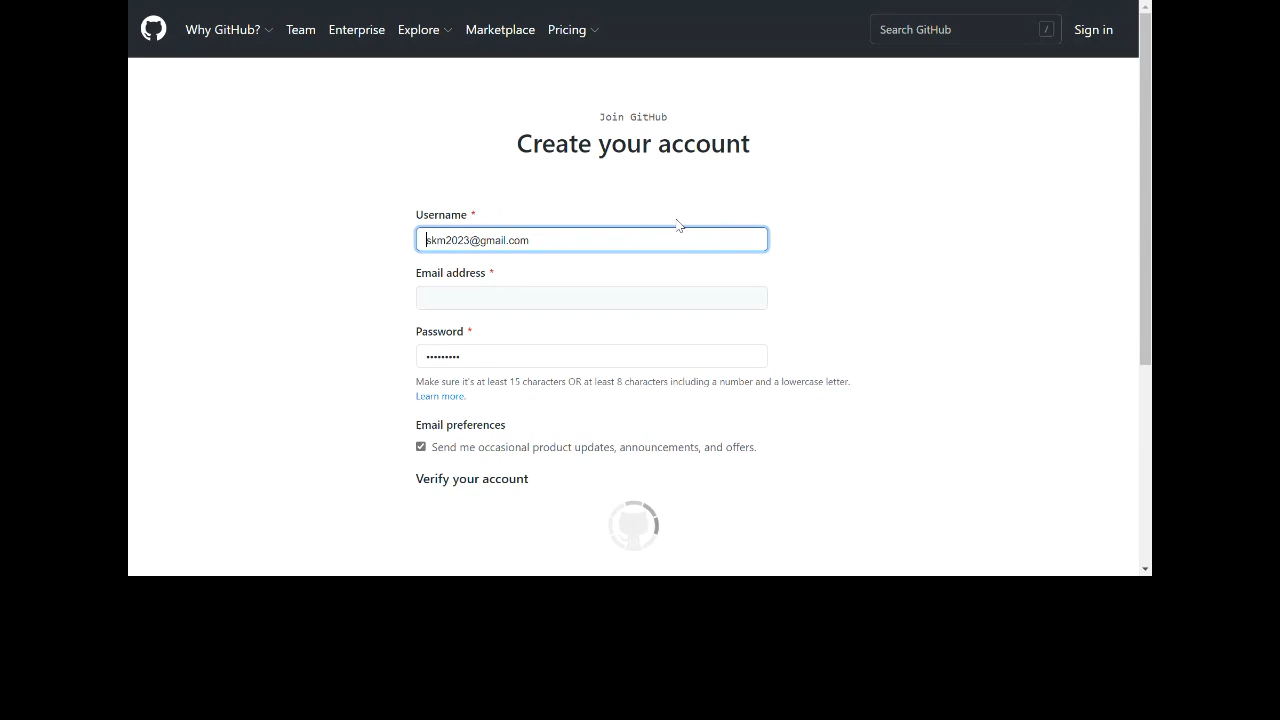 Why GitHub? Team Enterprise Explore Marketplace Pricing Search GitHub / Sign in
Join GitHub
Create your account
Username *
skm2023@gmail.com
Email address *
Password *
•••••••••
Make sure it's at least 15 characters OR at least 8 characters including a number and a lowercase letter.
Learn more.
Email preferences
Send me occasional product updates, announcements, and offers.
Verify your account